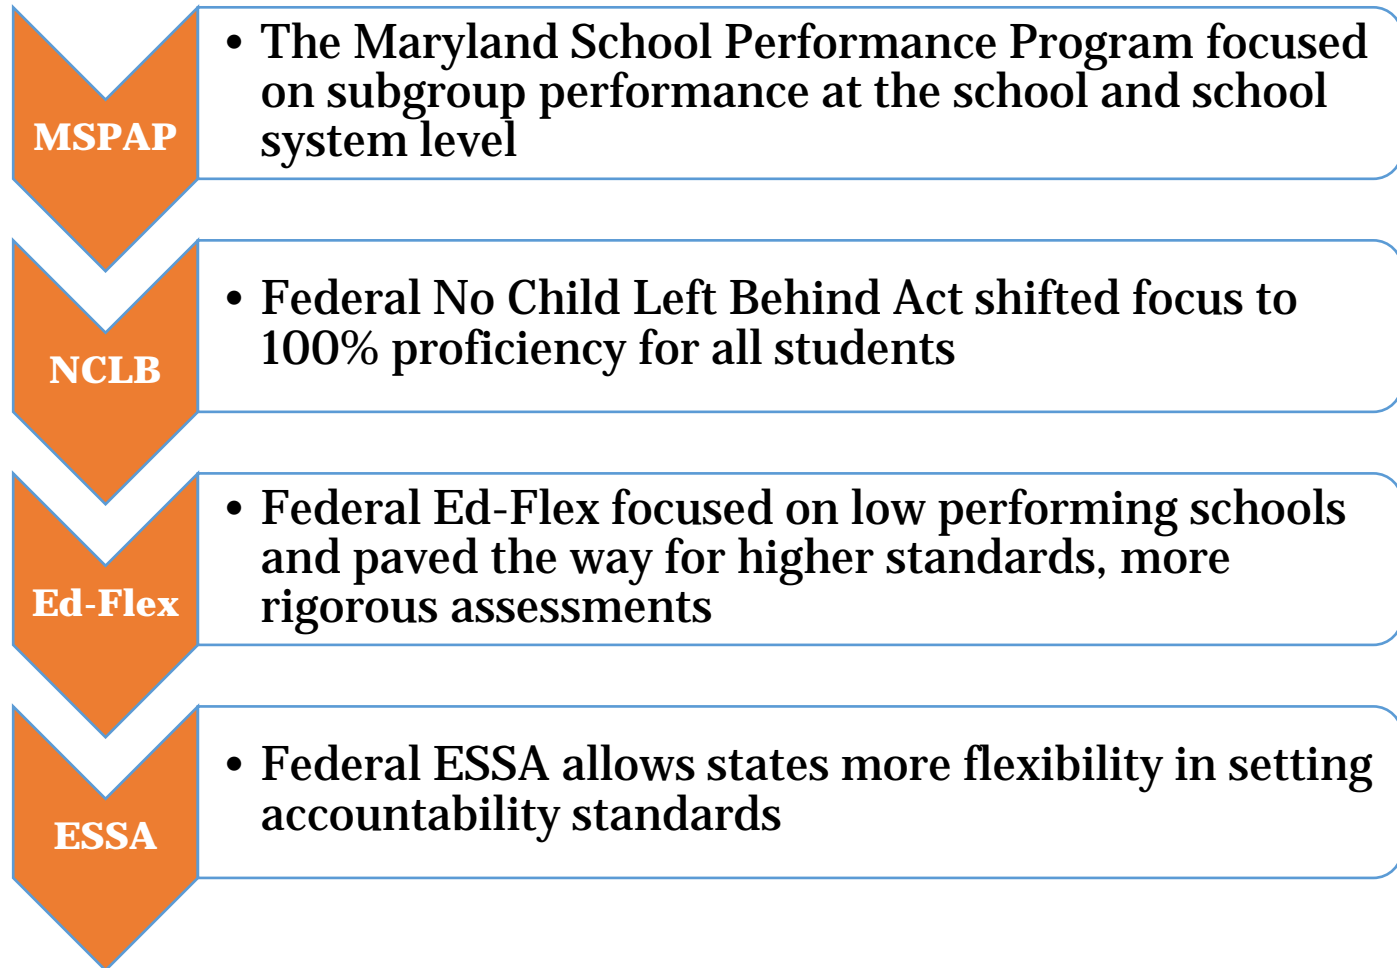 MSPAP
• The Maryland School Performance Program focused
on subgroup performance at the school and school
system level
NCLB
• Federal No Child Left Behind Act shifted focus to
100% proficiency for all students
Ed-Flex
• Federal Ed-Flex focused on low performing schools
and paved the way for higher standards, more
rigorous assessments
ESSA
• Federal ESSA allows states more flexibility in setting
accountability standards